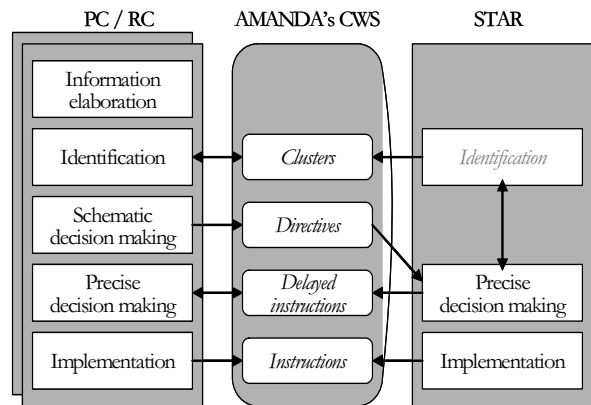 PC / RC
AMANDA's CWS
STAR
Information
elaboration
Identification
Clusters
Identification
Schematic
decision making
Directives
Precise
decision making
Delayed
instructions
Precise
decision making
Implementation
Instructions
Implementation